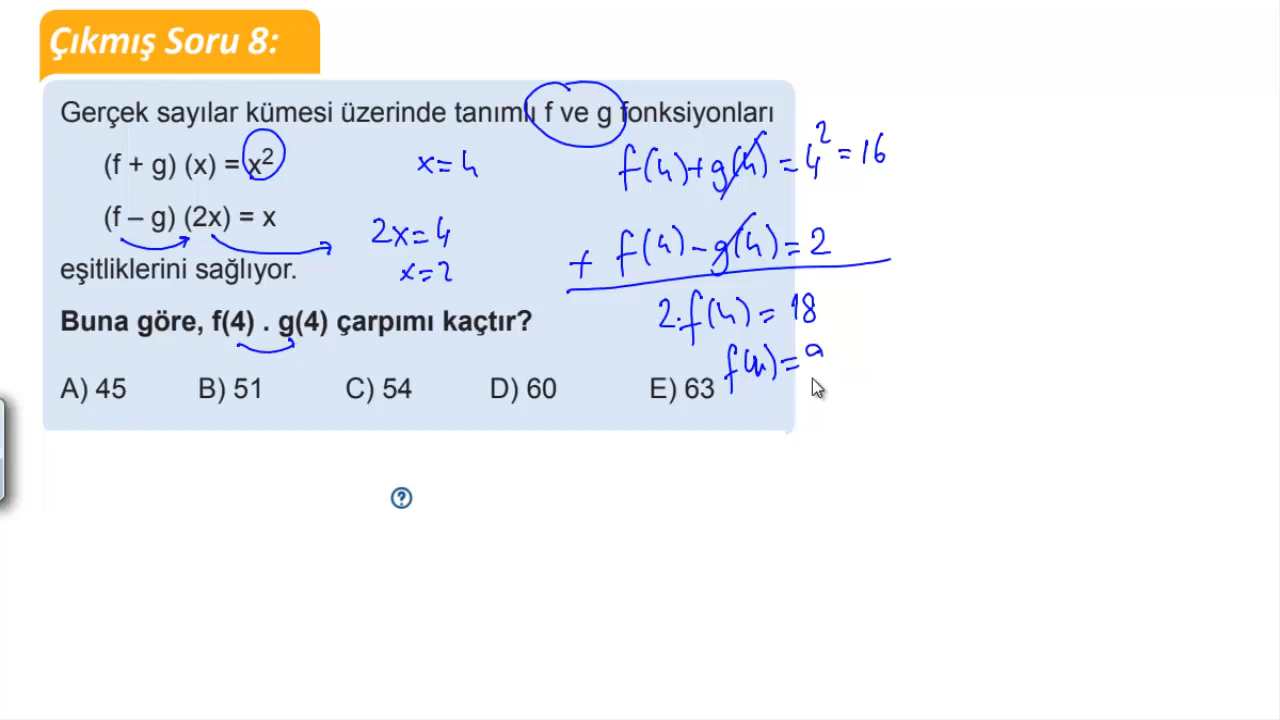 Çıkmış Soru 8:
Gerçek sayılar kümesi üzerinde tanımlı f ve g fonksiyonları
(f + g) (x) = x²
x=4
f(4)+g(4)=4²=16
(f – g) (2x) = x
2x=4
x=2
+ f(4)-g(4)=2
eşitliklerini sağlıyor.
2.f(4)=18
Buna göre, f(4) . g(4) çarpımı kaçtır?
f(4)=9
A) 45 B) 51 C) 54 D) 60 E) 63
?